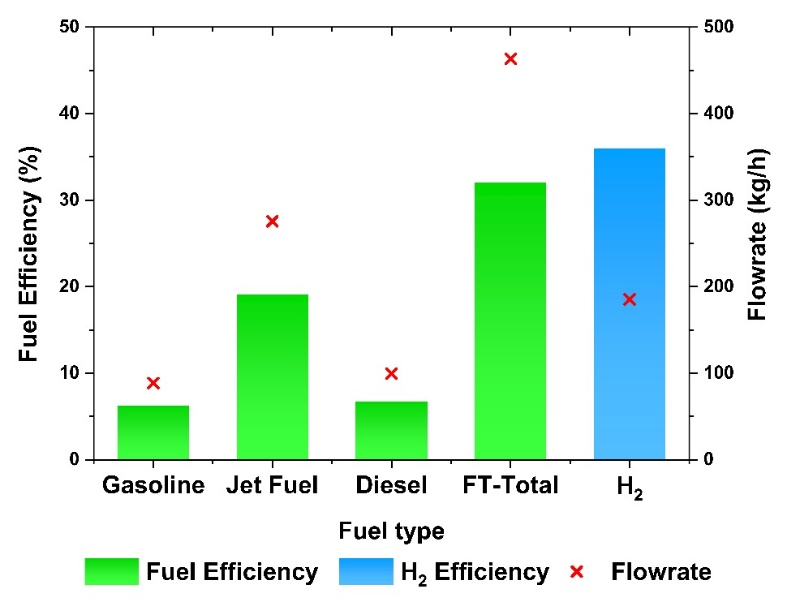 50
40
30
20
10
0
Fuel Efficiency (%)
500
400
300
200
100
0
Flowrate (kg/h)
Gasoline Jet Fuel Diesel FT-Total H₂
Fuel type
Fuel Efficiency H₂ Efficiency Flowrate